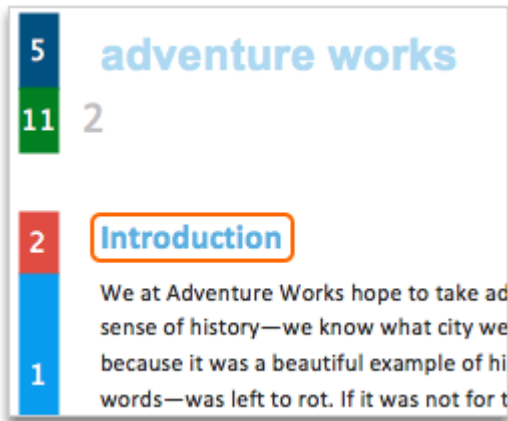 5 adventure works
11 2
2 Introduction
We at Adventure Works hope to take ad
sense of history—we know what city we
because it was a beautiful example of hi
1
words—was left to rot. If it was not for t